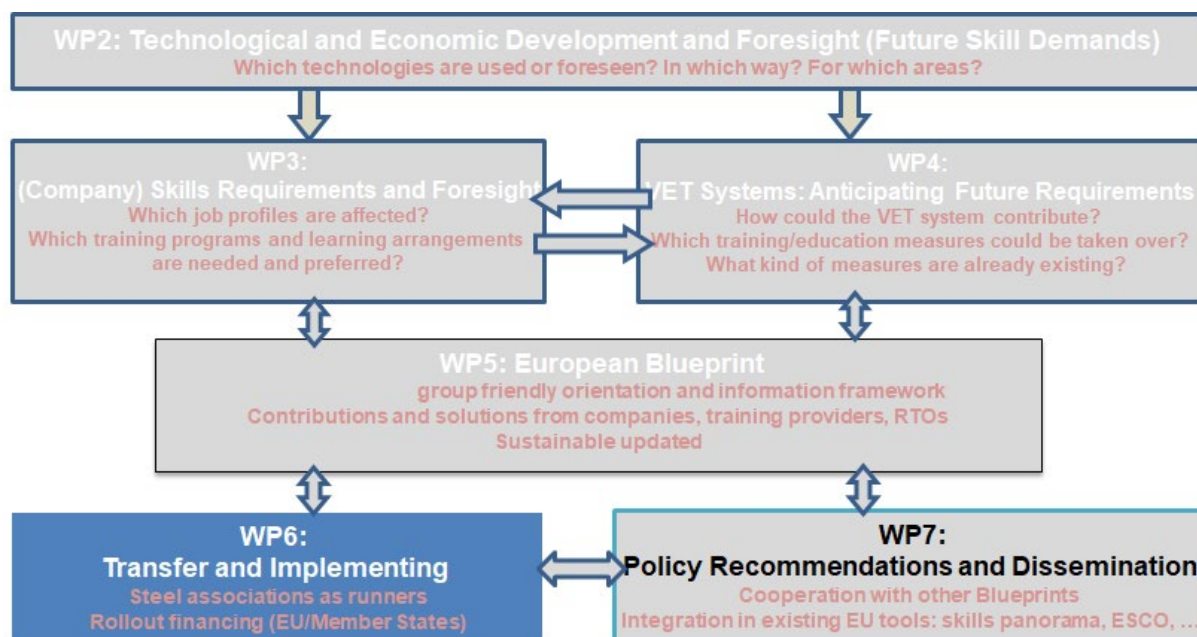 WP2: Technological and Economic Development and Foresight (Future Skill Demands)
Which technologies are used or foreseen? In which way? For which areas?
WP3:
(Company) Skills Requirements and Foresight
Which job profiles are affected?
Which training programs and learning arrangements
are needed and preferred?
WP4:
VET Systems: Anticipating Future Requirements
How could the VET system contribute?
Which training/education measures could be taken over?
What kind of measures are already existing?
WP5: European Blueprint
group friendly orientation and information framework
Contributions and solutions from companies, training providers, RTOs
Sustainable updated
WP6:
Transfer and Implementing
Steel associations as runners
Rollout financing (EU/Member States)
WP7:
Policy Recommendations and Dissemination
Cooperation with other Blueprints
Integration in existing EU tools: skills panorama, ESCO, …